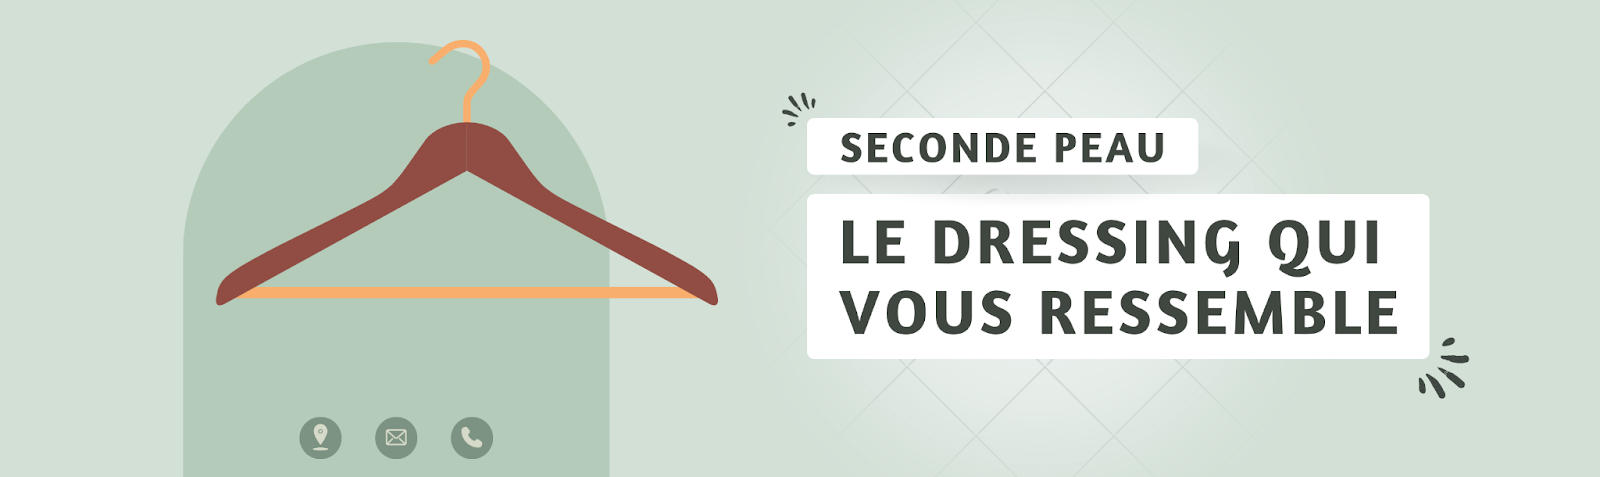 SECONDE PEAU
LE DRESSING QUI
VOUS RESSEMBLE